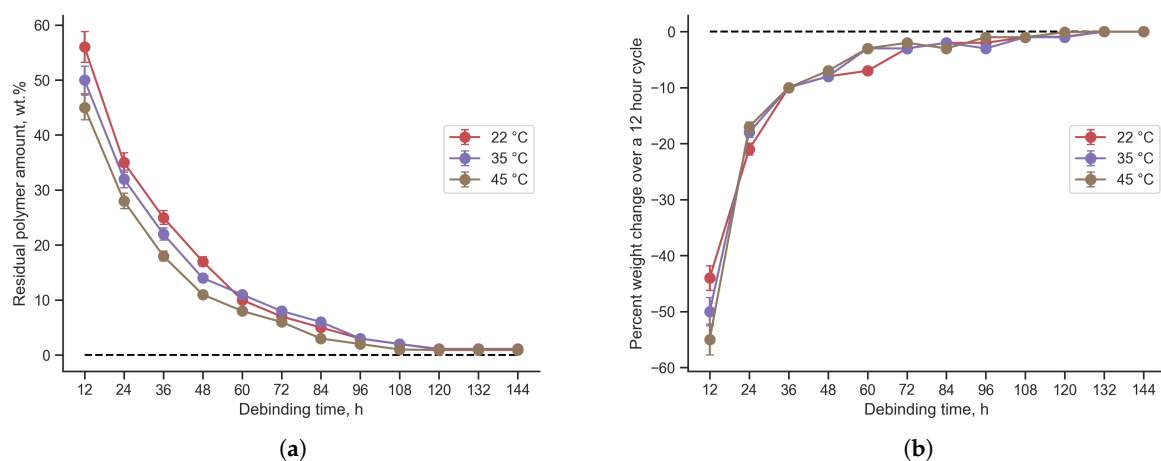 60
50
40
30
20
10
0
Residual polymer amount, wt.%
22 °C
35 °C
45 °C
12 24 36 48 60 72 84 96 108 120 132 144
Debinding time, h
(a)
0
−10
−20
−30
−40
−50
−60
Percent weight change over a 12 hour cycle
22 °C
35 °C
45 °C
12 24 36 48 60 72 84 96 108 120 132 144
Debinding time, h
(b)